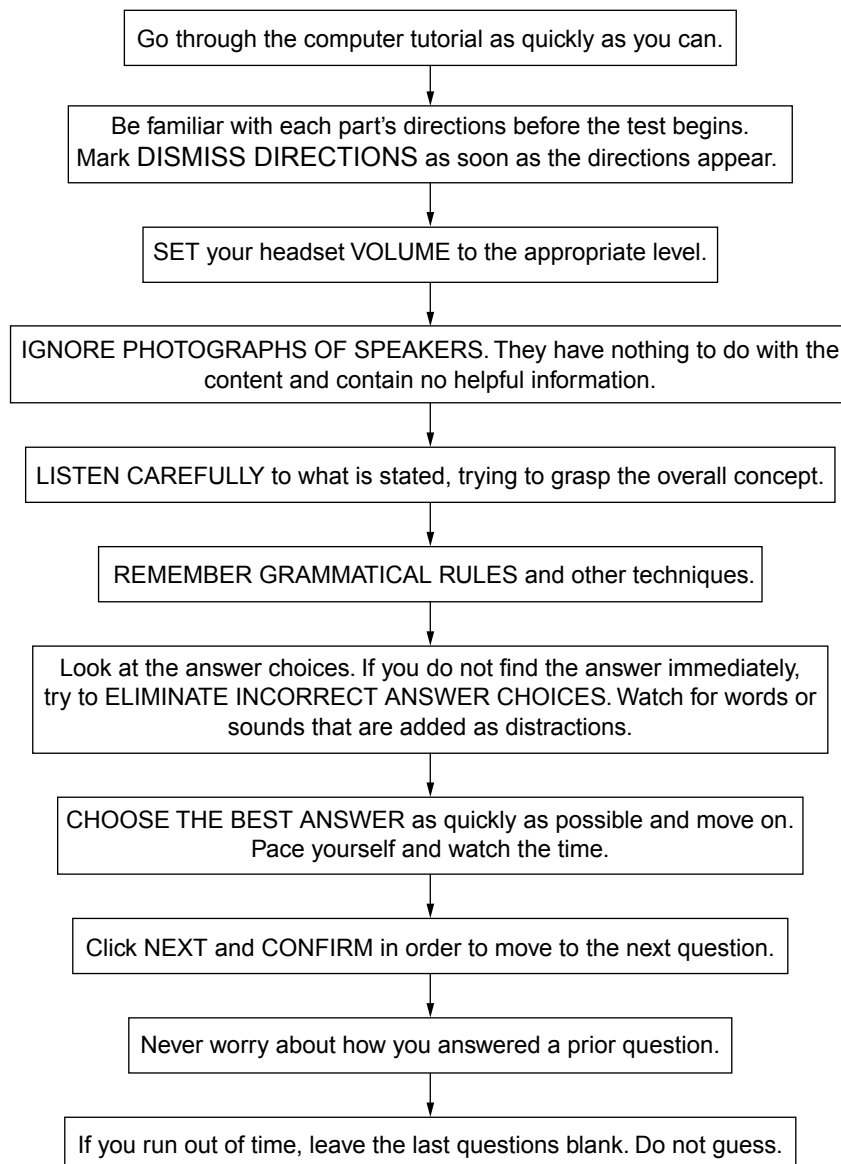 Go through the computer tutorial as quickly as you can.
Be familiar with each part's directions before the test begins.
Mark DISMISS DIRECTIONS as soon as the directions appear.
SET your headset VOLUME to the appropriate level.
IGNORE PHOTOGRAPHS OF SPEAKERS. They have nothing to do with the
content and contain no helpful information.
LISTEN CAREFULLY to what is stated, trying to grasp the overall concept.
REMEMBER GRAMMATICAL RULES and other techniques.
Look at the answer choices. If you do not find the answer immediately,
try to ELIMINATE INCORRECT ANSWER CHOICES. Watch for words or
sounds that are added as distractions.
CHOOSE THE BEST ANSWER as quickly as possible and move on.
Pace yourself and watch the time.
Click NEXT and CONFIRM in order to move to the next question.
Never worry about how you answered a prior question.
If you run out of time, leave the last questions blank. Do not guess.